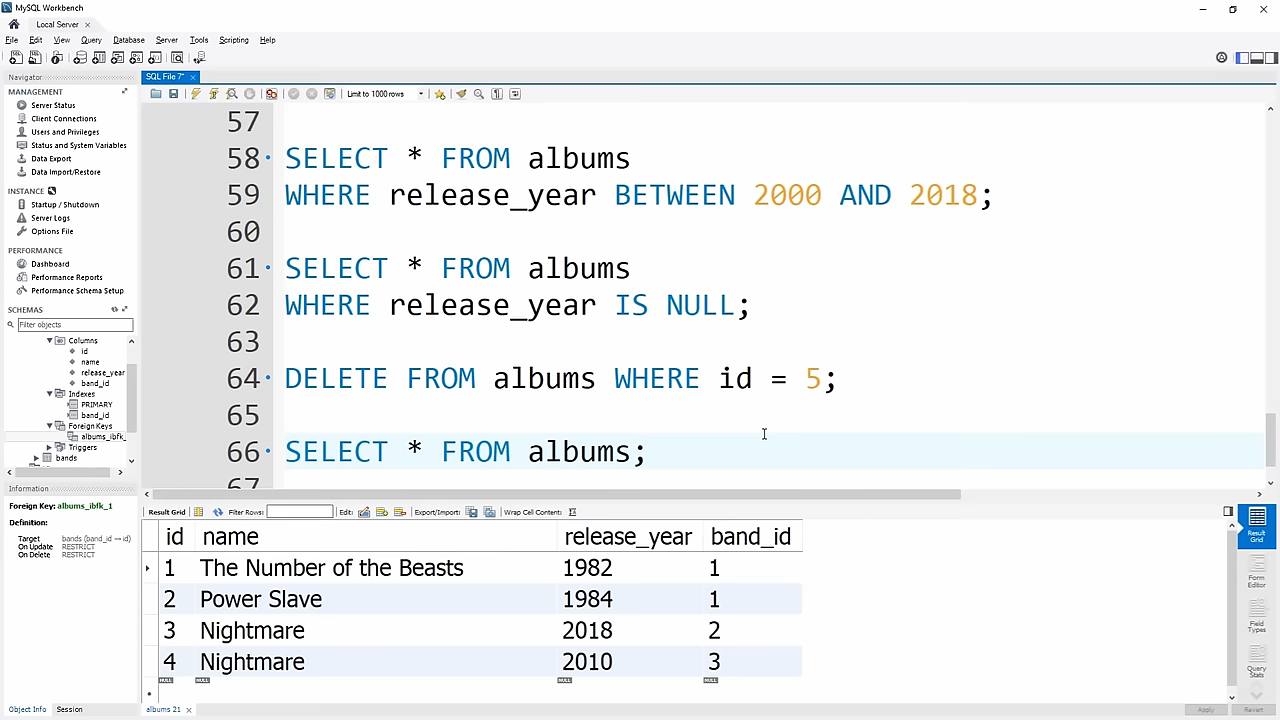 MySQL Workbench
Local Server
File Edit View Query Database Server Tools Scripting Help
Navigator
MANAGEMENT
Server Status
Client Connections
Users and Privileges
Status and System Variables
Data Export
Data Import/Restore
INSTANCE
Startup / Shutdown
Server Logs
Options File
PERFORMANCE
Dashboard
Performance Reports
Performance Schema Setup
SCHEMAS
Filter objects
Columns
id
name
release_year
band_id
Indexes
PRIMARY
band_id
Foreign Keys
albums_ibfk_
Triggers
bands
Information
Foreign Key: albums_ibfk_1
Definition:
Target bands (band_id → id)
On Update RESTRICT
On Delete RESTRICT
Object Info Session
SQL File 7*
Limit to 1000 rows
57
58 SELECT * FROM albums
59 WHERE release_year BETWEEN 2000 AND 2018;
60
61 SELECT * FROM albums
62 WHERE release_year IS NULL;
63
64 DELETE FROM albums WHERE id = 5;
65
66 SELECT * FROM albums;
67
Result Grid Filter Rows: Edit: Export/Import: Wrap Cell Content:
id name release_year band_id
1 The Number of the Beasts 1982 1
2 Power Slave 1984 1
3 Nightmare 2018 2
4 Nightmare 2010 3
NULL NULL NULL NULL
Result
Grid
Form
Editor
Field
Types
Query
Stats
albums 21
Apply Revert